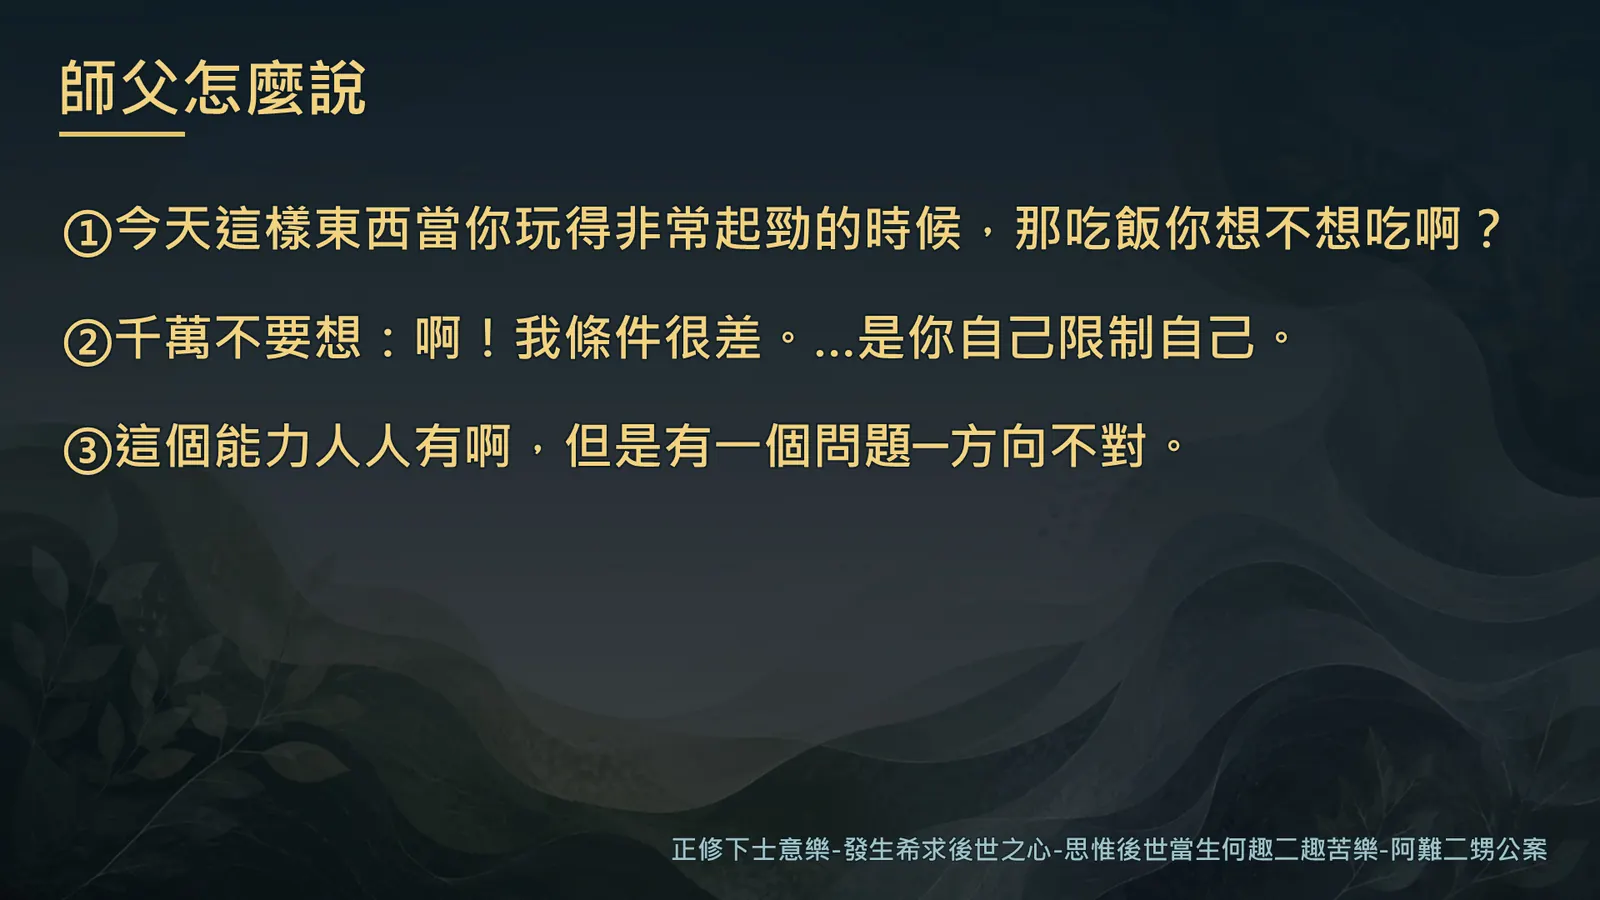 師父怎麼說
①今天這樣東西當你玩得非常起勁的時候，那吃飯你想不想吃啊？
②千萬不要想：啊！我條件很差。…是你自己限制自己。
③這個能力人人有啊，但是有一個問題─方向不對。
正修下士意樂-發生希求後世之心-思惟後世當生何趣二趣苦樂-阿難二甥公案